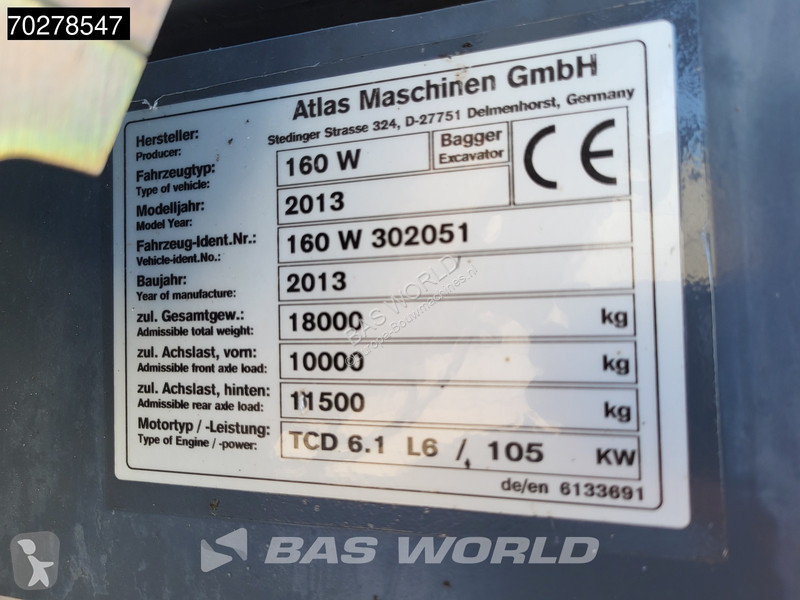 70278547
Atlas Maschinen GmbH
Stedinger Strasse 324, D-27751 Delmenhorst, Germany
Hersteller:
Producer:
Fahrzeugtyp:
Type of vehicle:
160 W
Bagger
Excavator
CE
Modelljahr:
Model Year:
2013
Fahrzeug-Ident.Nr.:
Vehicle-ident.No.:
160 W 302051
Baujahr:
Year of manufacture:
2013
zul. Gesamtgew.:
Admissible total weight:
18000 kg
zul. Achslast, vorn:
Admissible front axle load:
10000 kg
zul. Achslast, hinten:
Admissible rear axle load:
11500 kg
Motortyp / -Leistung:
Type of Engine / -power:
TCD 6.1 L6 / 105 KW
de/en 6133691
BAS WORLD
BAS WORLD